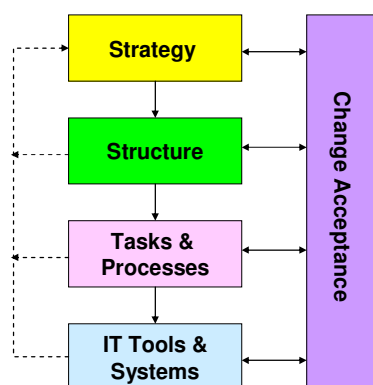 Strategy
Structure
Tasks &
Processes
IT Tools &
Systems
Change Acceptance